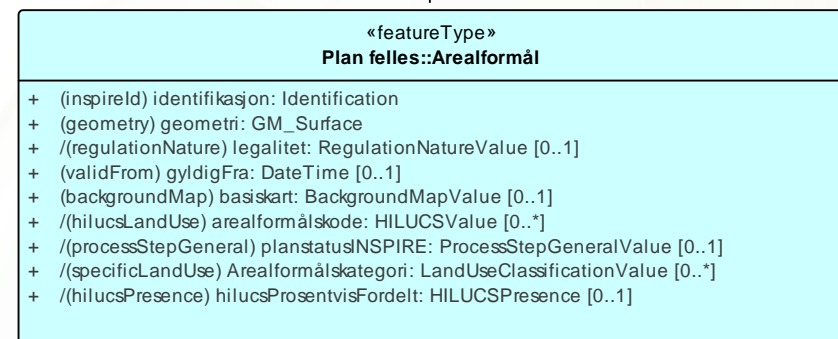 «featureType»
Plan felles::Arealformål
+ (inspireId) identifikasjon: Identification
+ (geometry) geometri: GM_Surface
+ /(regulationNature) legalitet: RegulationNatureValue [0..1]
+ (validFrom) gyldigFra: DateTime [0..1]
+ (backgroundMap) basiskart: BackgroundMapValue [0..1]
+ /(hilucsLandUse) arealformålskode: HILUCSValue [0..*]
+ /(processStepGeneral) planstatusINSPIRE: ProcessStepGeneralValue [0..1]
+ /(specificLandUse) Arealformålskategori: LandUseClassificationValue [0..*]
+ /(hilucsPresence) hilucsProsentvisFordelt: HILUCSPresence [0..1]